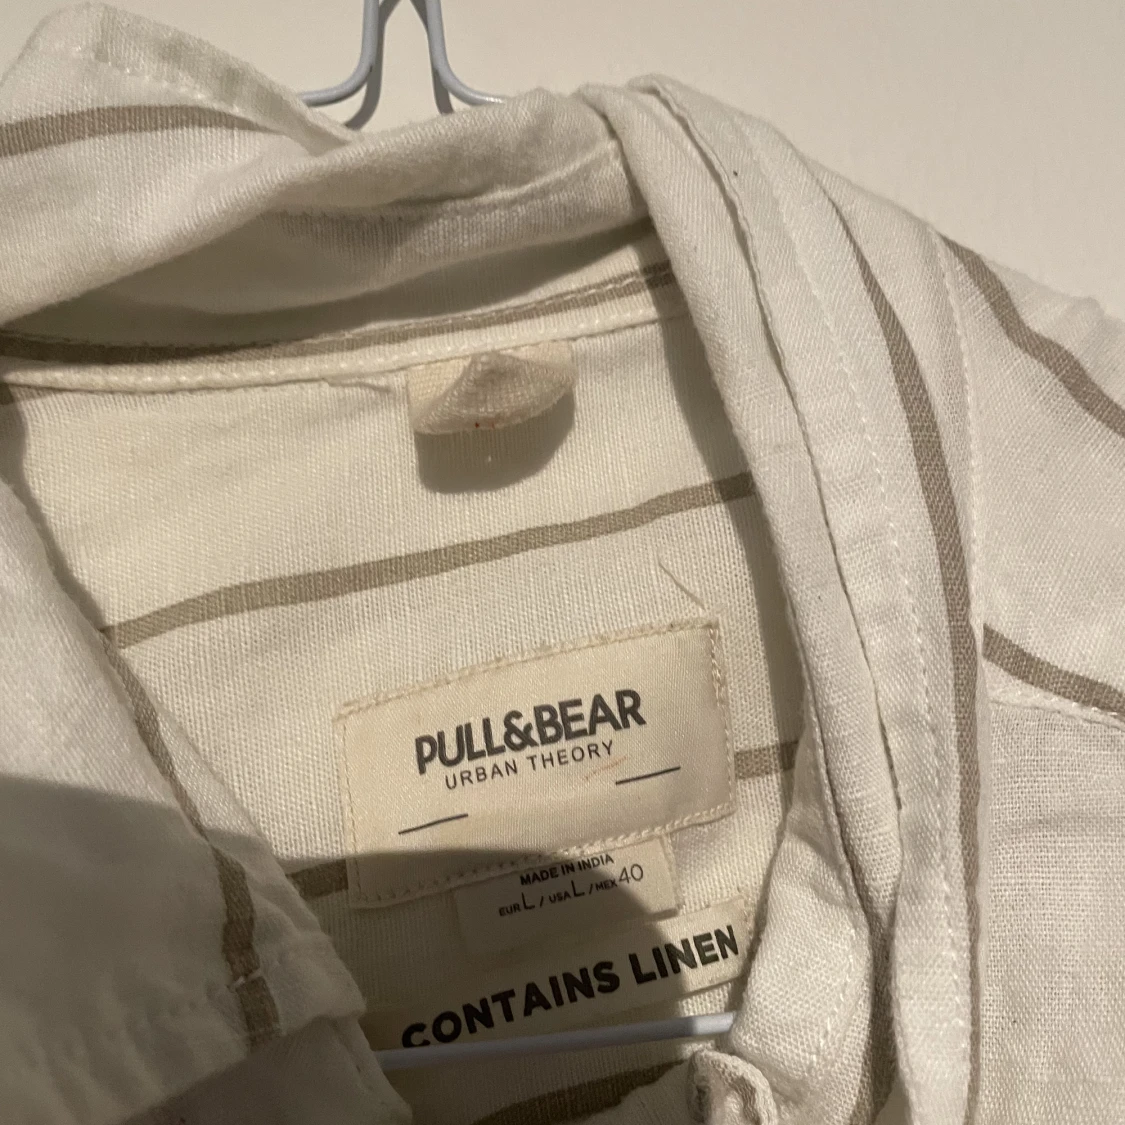 PULL&BEAR
URBAN THEORY
MADE IN INDIA
EUR L / USA L / MEX 40
CONTAINS LINEN